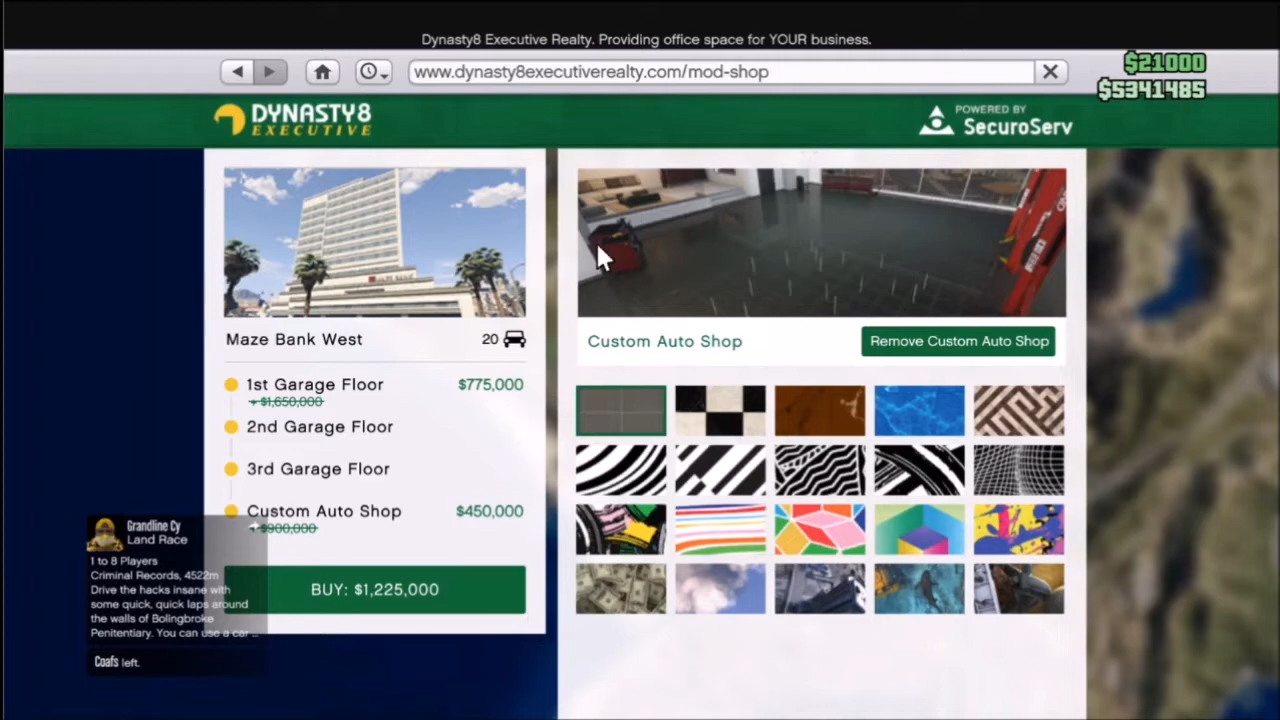 Dynasty8 Executive Realty. Providing office space for YOUR business.
www.dynasty8executiverealty.com/mod-shop
$21000
$5341485
DYNASTY 8
EXECUTIVE
POWERED BY
SecuroServ
Maze Bank West
20
1st Garage Floor
$775,000
+ $1,650,000
2nd Garage Floor
3rd Garage Floor
Custom Auto Shop
$450,000
+ $900,000
BUY: $1,225,000
Custom Auto Shop
Remove Custom Auto Shop
Grandline Cy
Land Race
1 to 8 Players
Criminal Records, 4522m
Drive the hacks insane with
some quick, quick laps around
the walls of Bolingbroke
Penitentiary. You can use a car ...
Coafs left.